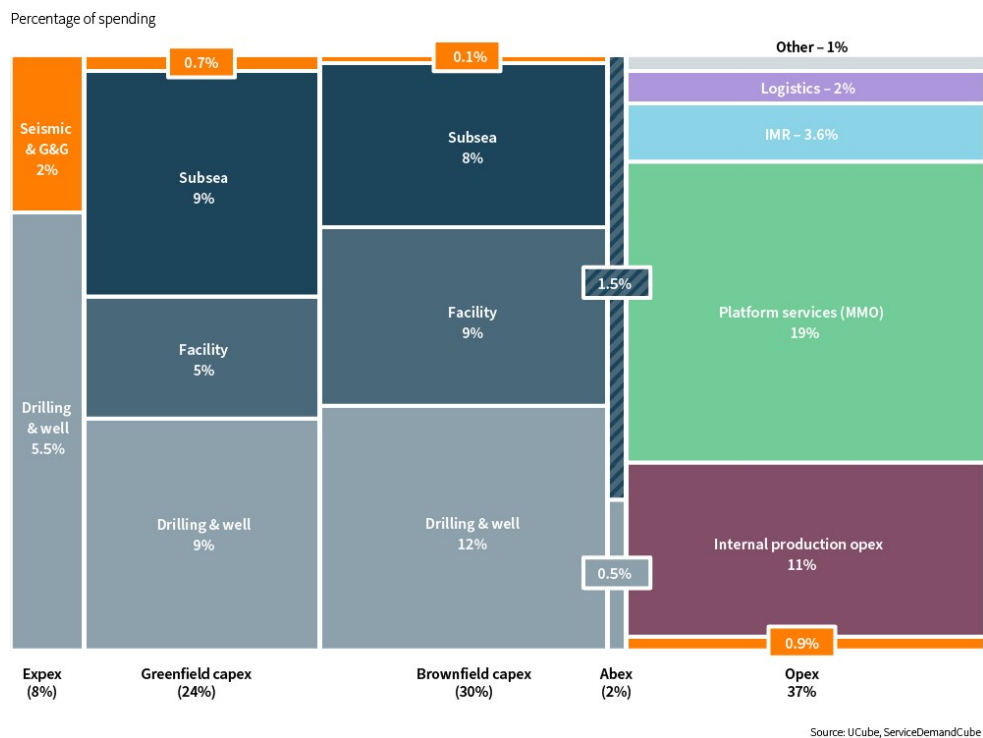 Percentage of spending
Other – 1%
0.7%
0.1%
Logistics – 2%
Seismic
& G&G
2%
IMR – 3.6%
Subsea
8%
Subsea
9%
1.5%
Platform services (MMO)
19%
Facility
9%
Facility
5%
Drilling
& well
5.5%
Drilling & well
9%
Drilling & well
12%
Internal production opex
11%
0.5%
0.9%
Expex
(8%)
Greenfield capex
(24%)
Brownfield capex
(30%)
Abex
(2%)
Opex
37%
Source: UCube, ServiceDemandCube